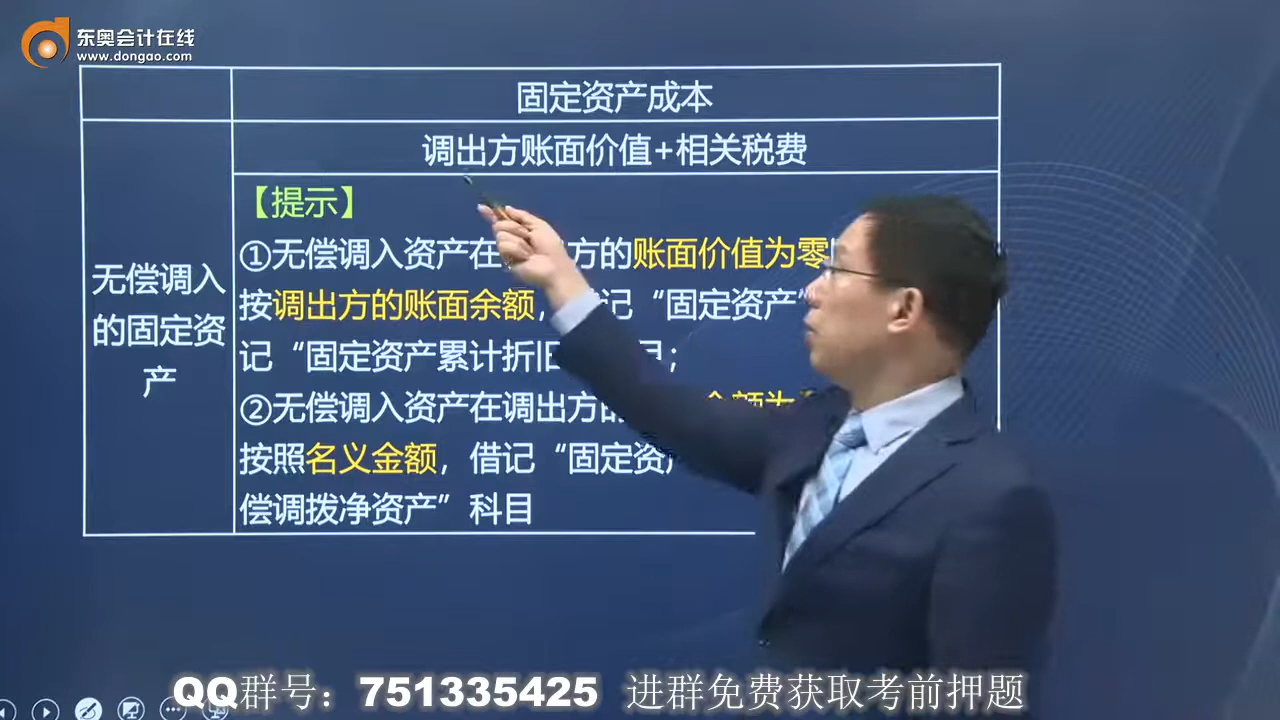 东奥会计在线
www.dongao.com
固定资产成本
调出方账面价值+相关税费
无偿调入的固定资产
【提示】
①无偿调入资产在 方的账面价值为零
按调出方的账面余额， 记“固定资产”
记“固定资产累计折旧
②无偿调入资产在调出方的 余额为
按照名义金额，借记“固定资产
偿调拨净资产”科目
QQ群号：751335425 进群免费获取考前押题